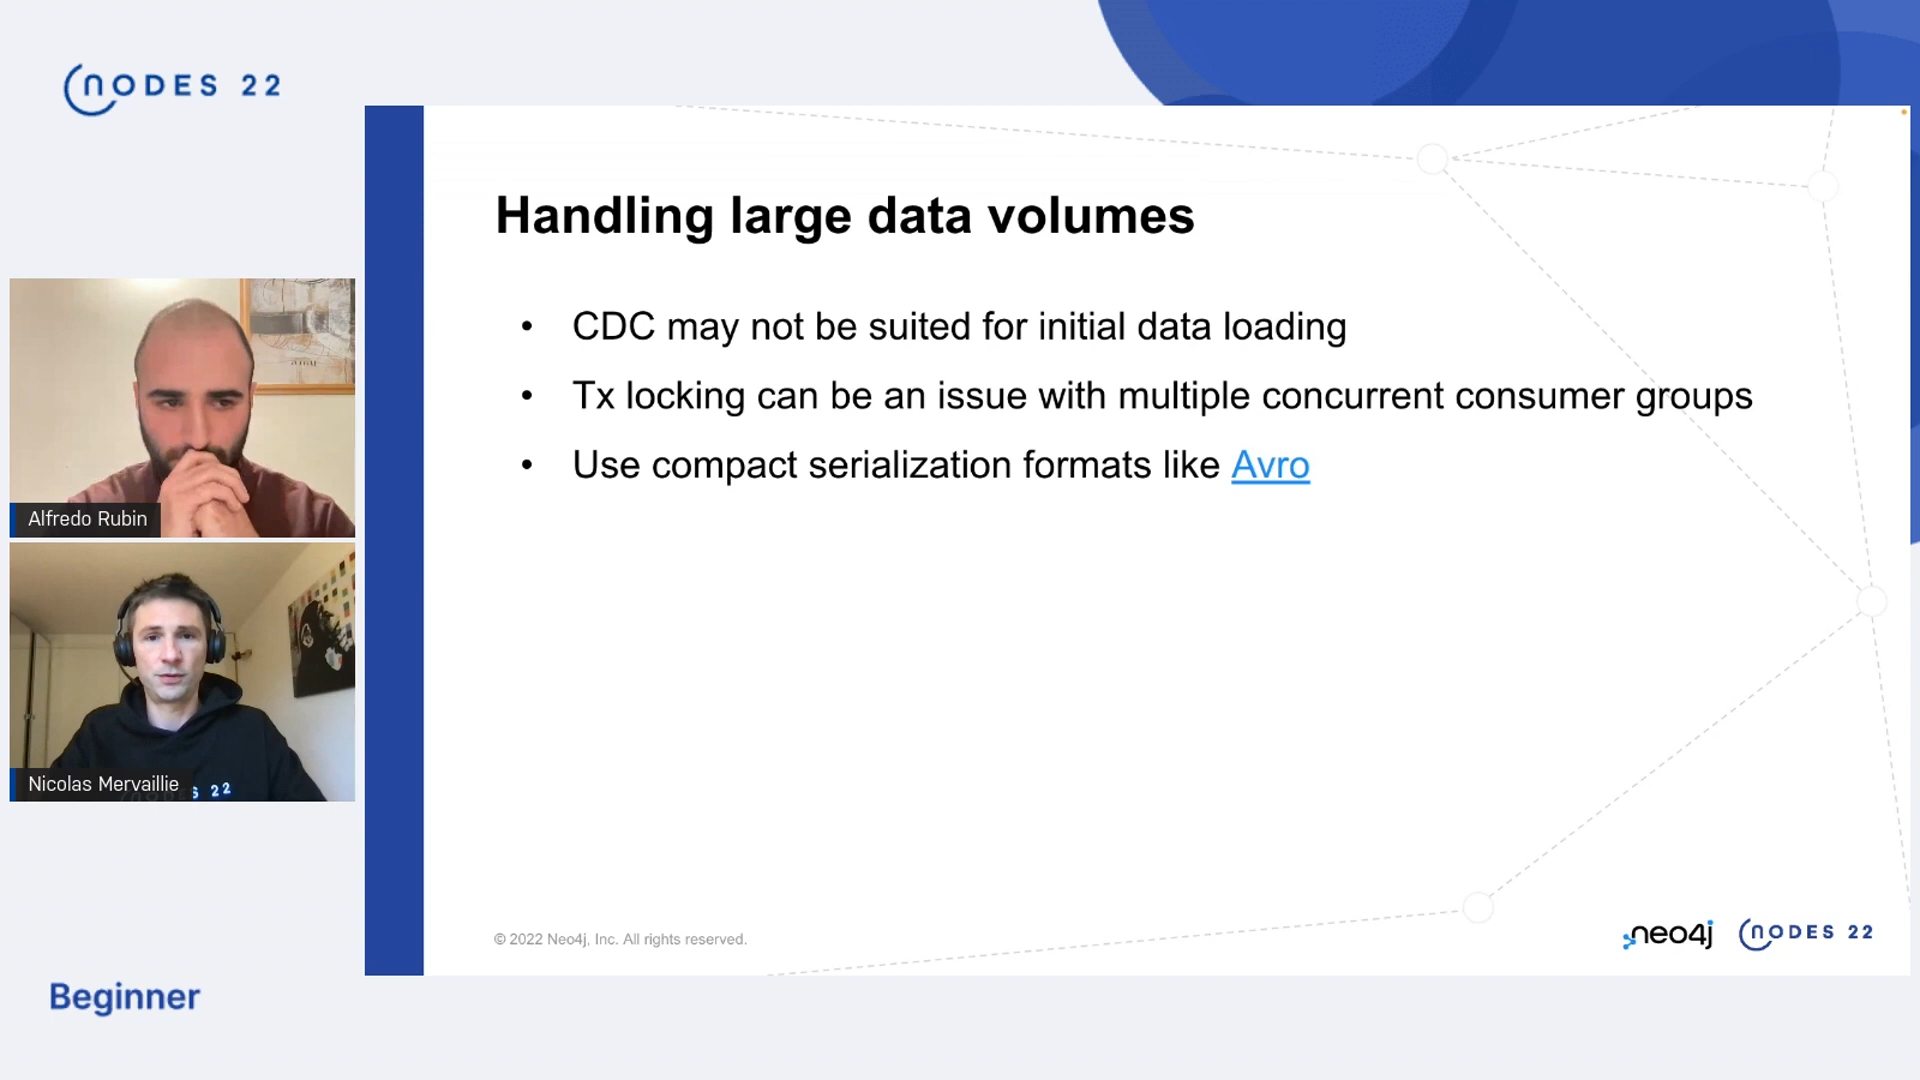 NODES 22
Handling large data volumes
• CDC may not be suited for initial data loading
• Tx locking can be an issue with multiple concurrent consumer groups
• Use compact serialization formats like Avro
Alfredo Rubin
Nicolas Mervaillie
S 22
© 2022 Neo4j, Inc. All rights reserved.
neo4j
NODES 22
Beginner